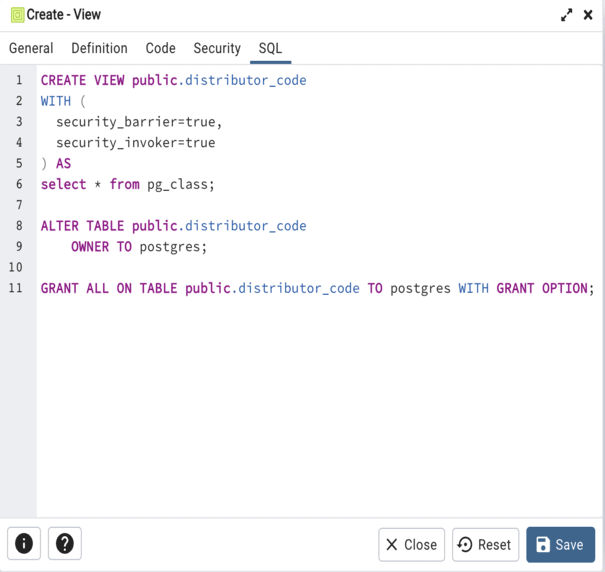 Create - View
General Definition Code Security SQL
1 CREATE VIEW public.distributor_code
2 WITH (
3   security_barrier=true,
4   security_invoker=true
5 ) AS
6 select * from pg_class;
7
8 ALTER TABLE public.distributor_code
9     OWNER TO postgres;
10
11 GRANT ALL ON TABLE public.distributor_code TO postgres WITH GRANT OPTION;
Close Reset Save